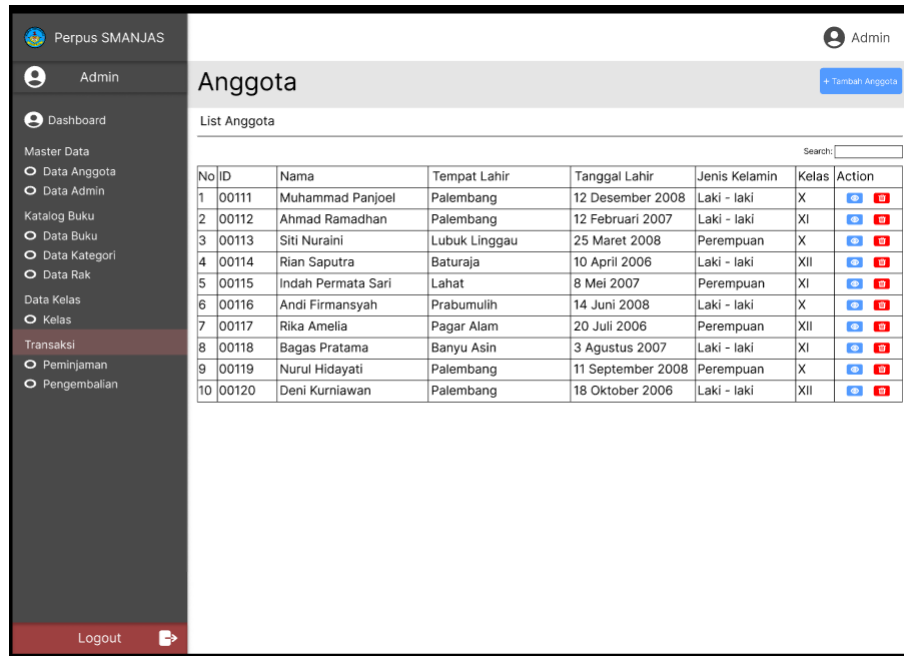 Perpus SMANJAS
Admin
Admin
Dashboard
Master Data
Data Anggota
Data Admin
Katalog Buku
Data Buku
Data Kategori
Data Rak
Data Kelas
Kelas
Transaksi
Peminjaman
Pengembalian
Logout
Anggota
+ Tambah Anggota
List Anggota
Search:
No ID Nama Tempat Lahir Tanggal Lahir Jenis Kelamin Kelas Action
1 00111 Muhammad Panjoel Palembang 12 Desember 2008 Laki - laki X
2 00112 Ahmad Ramadhan Palembang 12 Februari 2007 Laki - laki XI
3 00113 Siti Nuraini Lubuk Linggau 25 Maret 2008 Perempuan X
4 00114 Rian Saputra Baturaja 10 April 2006 Laki - laki XII
5 00115 Indah Permata Sari Lahat 8 Mei 2007 Perempuan XI
6 00116 Andi Firmansyah Prabumulih 14 Juni 2008 Laki - laki X
7 00117 Rika Amelia Pagar Alam 20 Juli 2006 Perempuan XII
8 00118 Bagas Pratama Banyu Asin 3 Agustus 2007 Laki - laki XI
9 00119 Nurul Hidayati Palembang 11 September 2008 Perempuan X
10 00120 Deni Kurniawan Palembang 18 Oktober 2006 Laki - laki XII